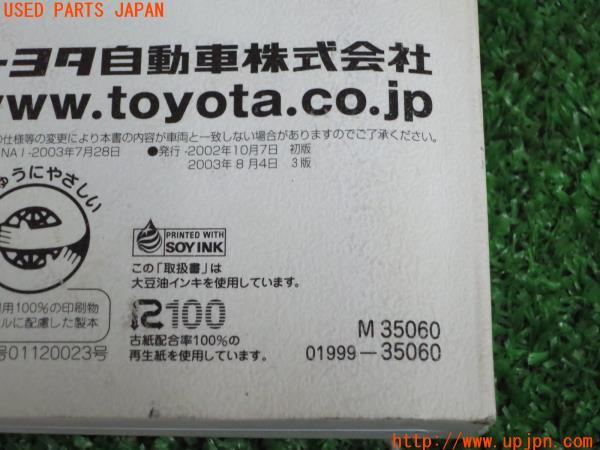 USED PARTS JAPAN
ーヨタ自動車株式会社
www.toyota.co.jp
の仕様等の変更により本書の内容が車両と一致しない場合がありますのでご了承ください。
NA I -2003年7月28日 ●発行-2002年10月7日 初版
2003年8月4日 3版
ゅうにやさしい
PRINTED WITH
SOY INK
この「取扱書」は
大豆油インキを使用しています。
用100%の印刷物
ルに配慮した製本
号01120023号
R100
古紙配合率100%の
再生紙を使用しています。
M 35060
01999-35060
http://www.upjpn.com/